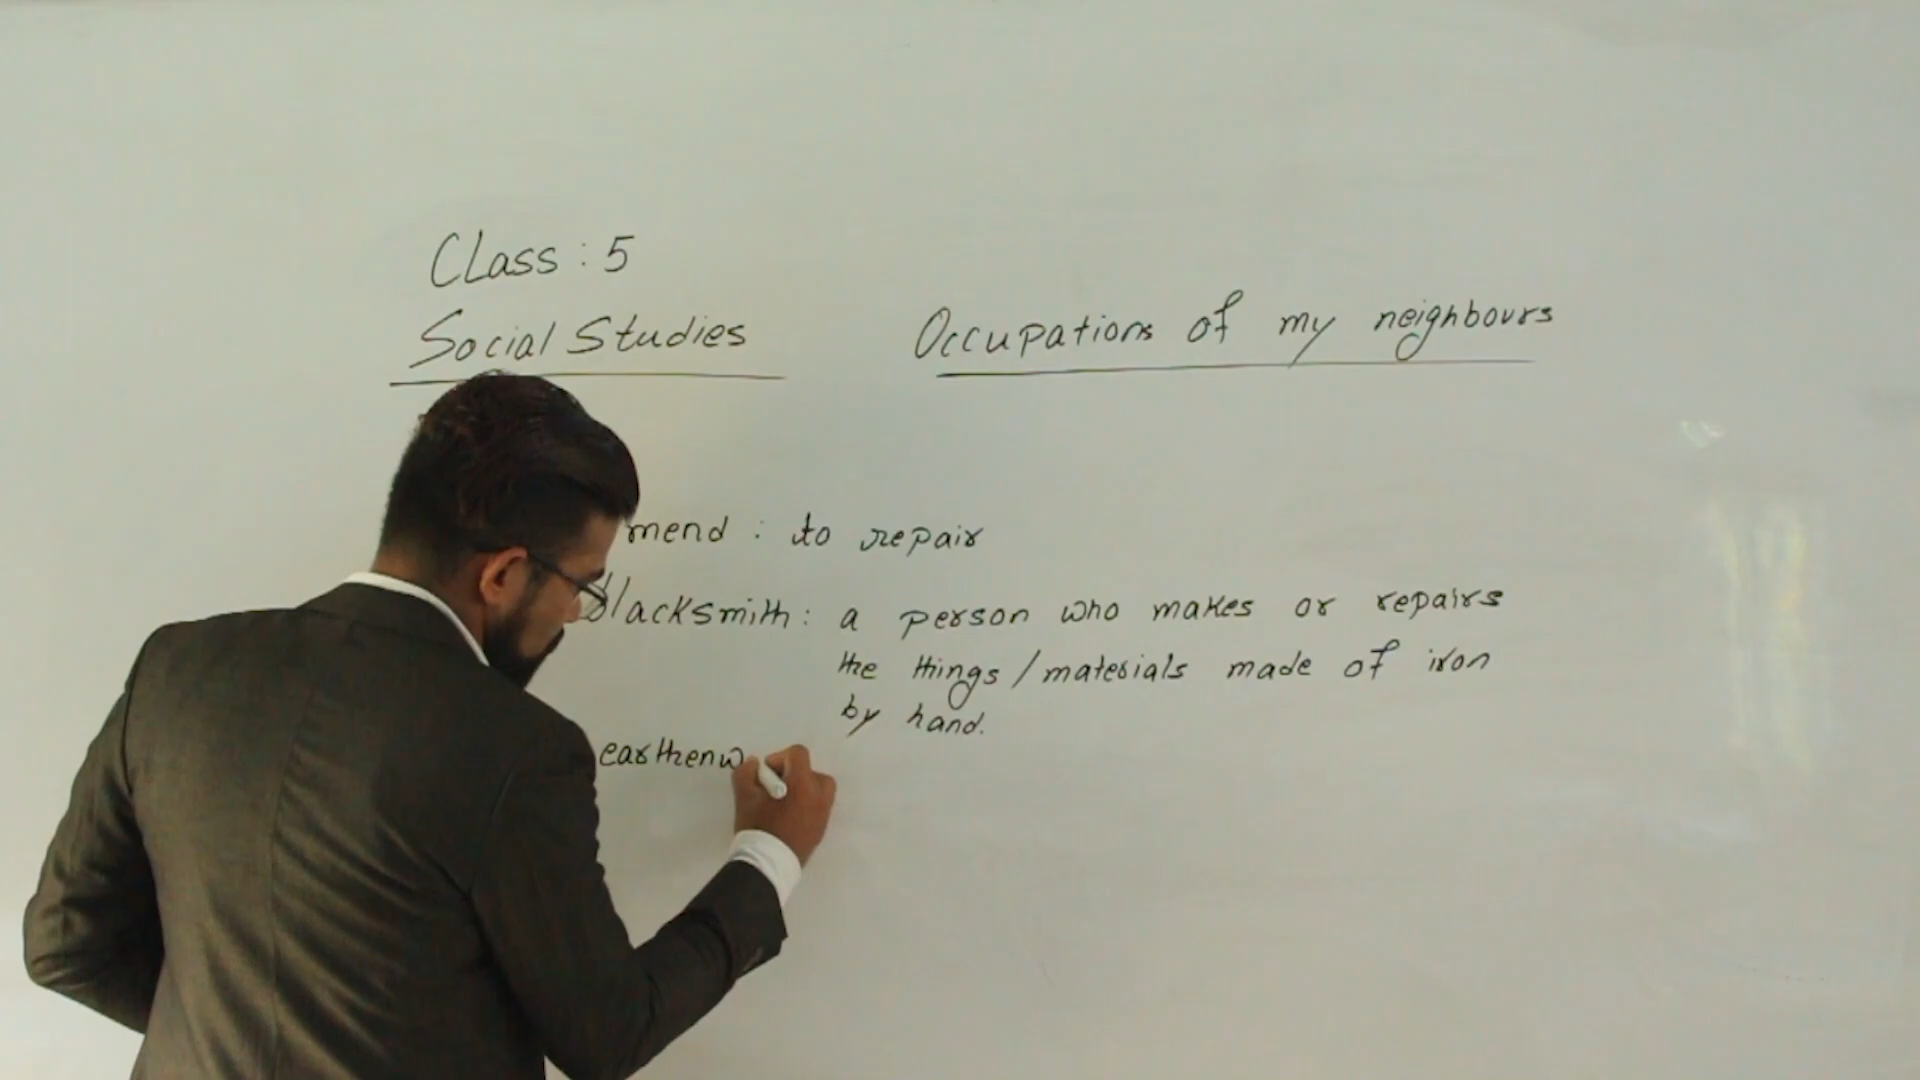 Class : 5
Social Studies
Occupations of my neighbours
mend : to repair
blacksmith : a person who makes or repairs
the things / materials made of iron
by hand.
earthenw